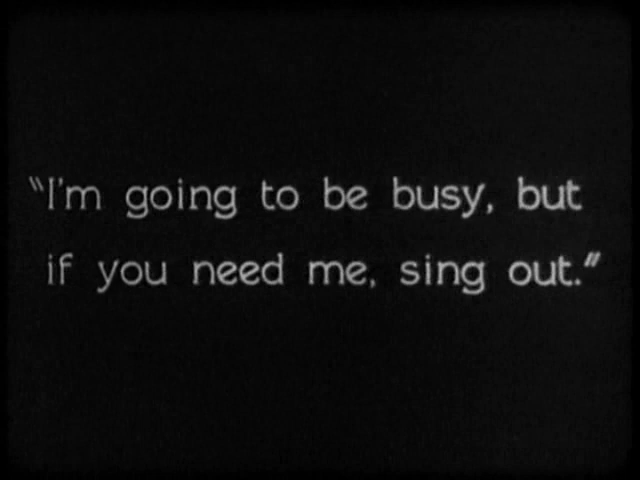 "I'm going to be busy, but
if you need me, sing out."